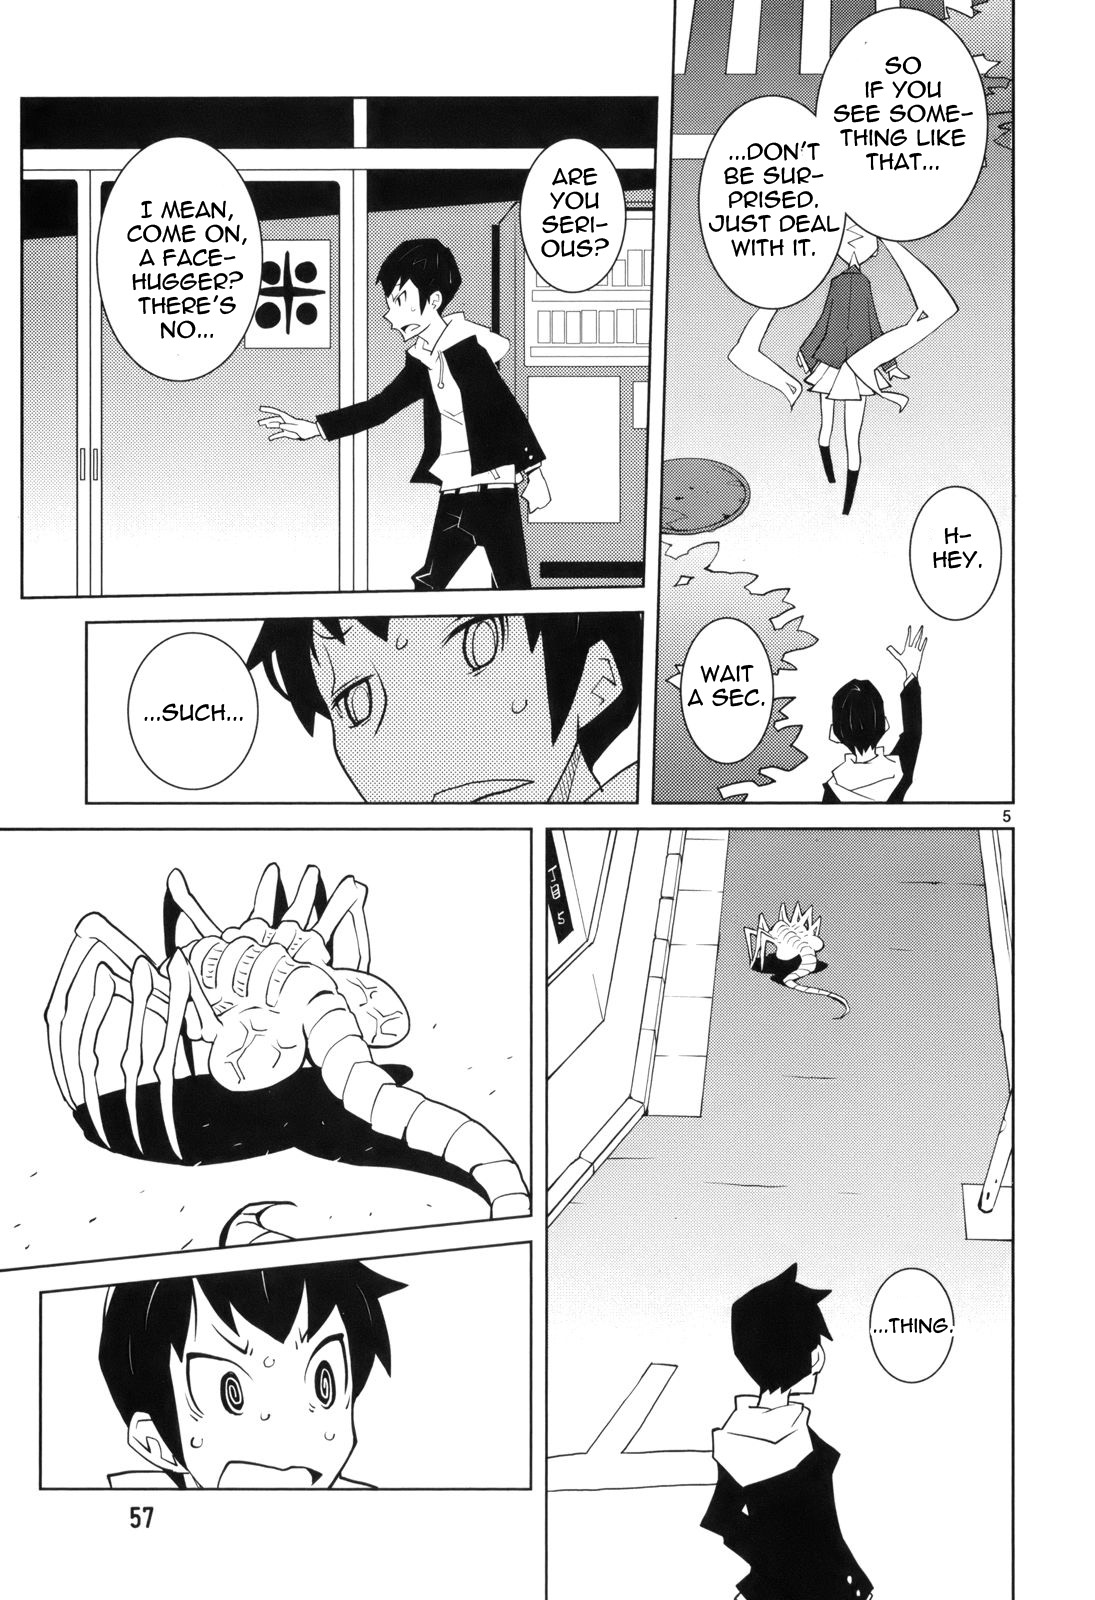 SO
IF YOU
SEE SOME-
THING LIKE
THAT...
...DON'T
BE SUR-
PRISED.
JUST DEAL
WITH IT.
H-
HEY.
WAIT
A SEC.
ARE
YOU
SERI-
OUS?
I MEAN,
COME ON,
A FACE-
HUGGER?
THERE'S
NO...
...SUCH...
5
丁目5
...THING.
57